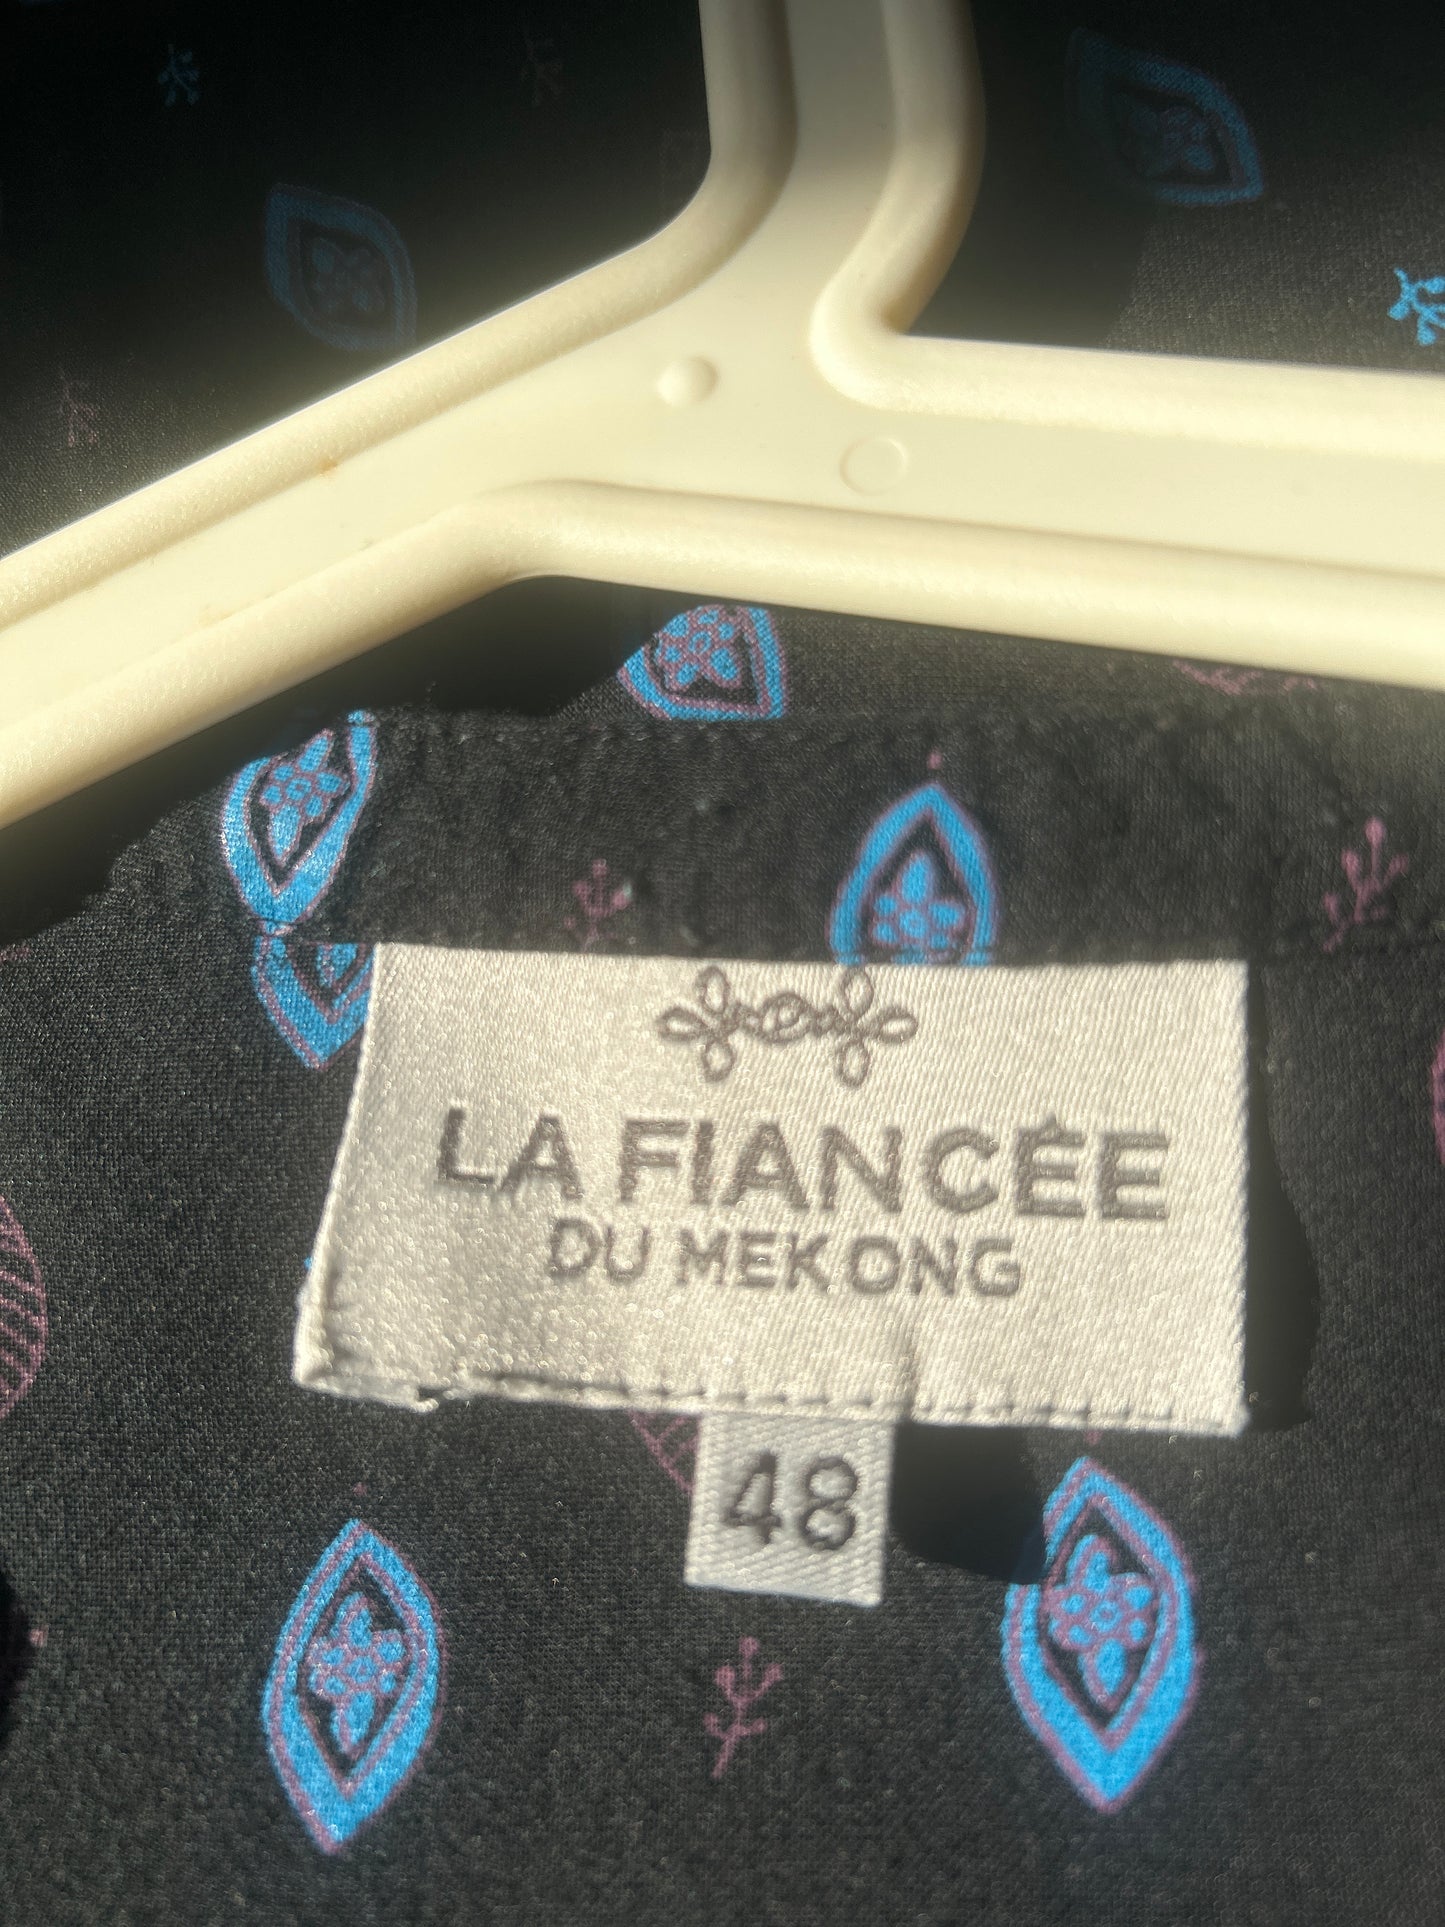 LA FIANCÉE
DU MEKONG
48